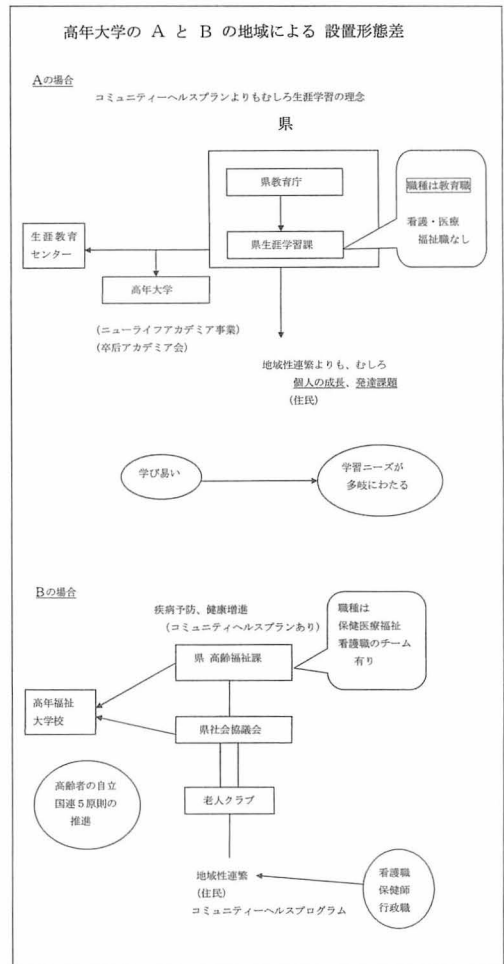 高年大学の A と B の地域による 設置形態差
Aの場合
コミュニティーヘルスプランよりもむしろ生涯学習の理念
県
県教育庁
職種は教育職
看護・医療
福祉職なし
生涯教育
センター
県生涯学習課
高年大学
(ニューライフアカデミア事業)
(卒后アカデミア会)
地域性連繋よりも、むしろ
個人の成長、発達課題
(住民)
学び易い
学習ニーズが
多岐にわたる
Bの場合
疾病予防、健康増進
(コミュニティヘルスプランあり)
職種は
保健医療福祉
看護職のチーム
有り
県 高齢福祉課
高年福祉
大学校
県社会協議会
高齢者の自立
国連5原則の
推進
老人クラブ
地域性連繋
(住民)
コミュニティーヘルスプログラム
看護職
保健師
行政職